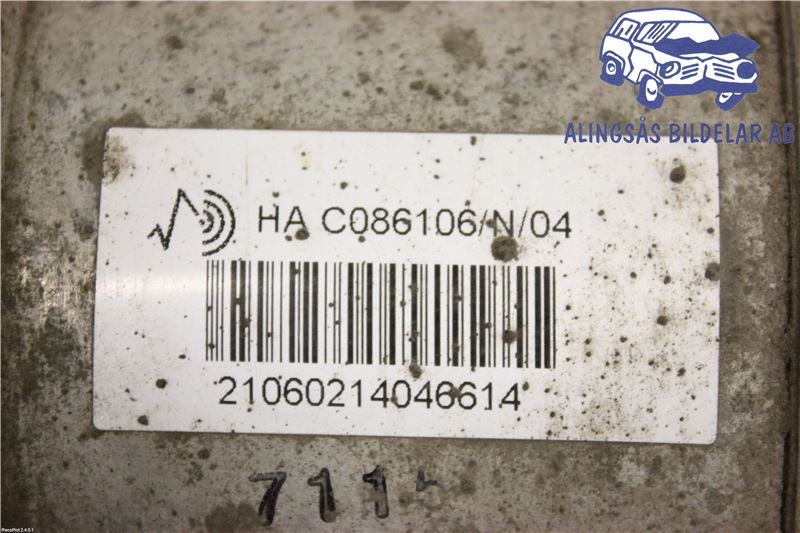 ALINGSÅS BILDELAR AB
HA C086106/N/04
21060214046614
711